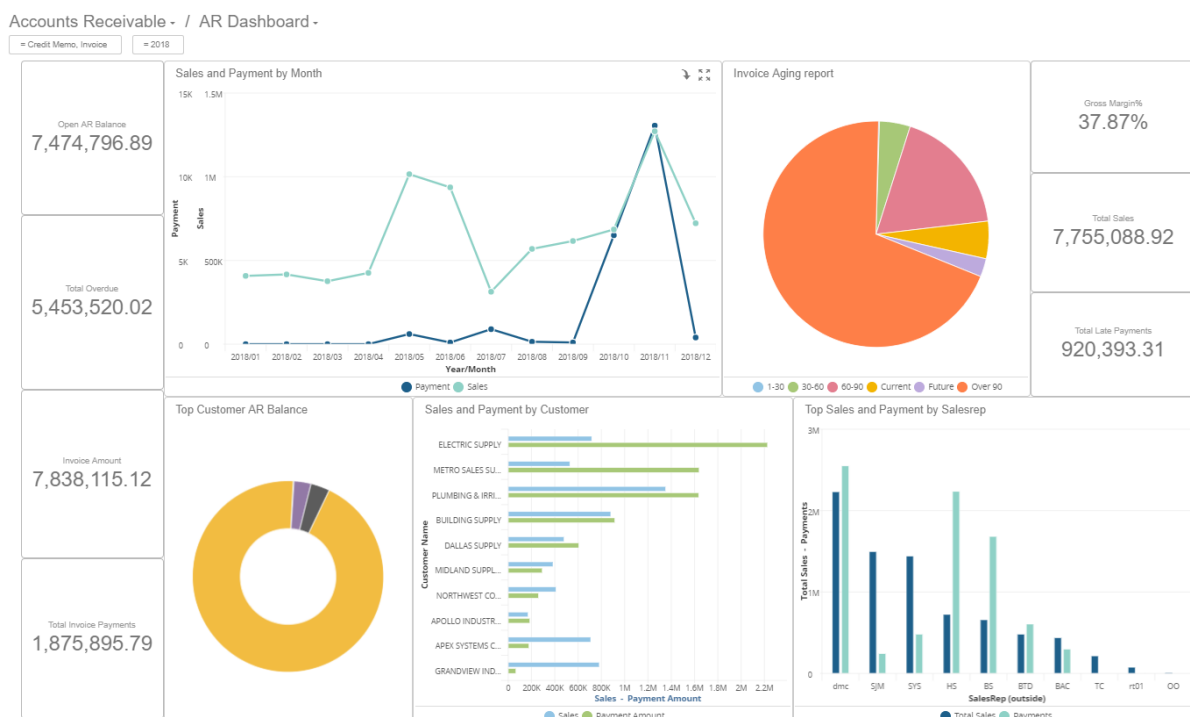 Accounts Receivable - / AR Dashboard -
= Credit Memo, Invoice
= 2018
Open AR Balance
7,474,796.89
Total Overdue
5,453,520.02
Invoice Amount
7,838,115.12
Total Invoice Payments
1,875,895.79
Sales and Payment by Month
15K 1.5M
10K 1M
5K 500K
0 0
Payment
Sales
2018/01 2018/02 2018/03 2018/04 2018/05 2018/06 2018/07 2018/08 2018/09 2018/10 2018/11 2018/12
Year/Month
Payment Sales
Invoice Aging report
1-30 30-60 60-90 Current Future Over 90
Gross Margin%
37.87%
Total Sales
7,755,088.92
Total Late Payments
920,393.31
Top Customer AR Balance
Sales and Payment by Customer
Customer Name
ELECTRIC SUPPLY
METRO SALES SU...
PLUMBING & IRRI...
BUILDING SUPPLY
DALLAS SUPPLY
MIDLAND SUPPL...
NORTHWEST CO...
APOLLO INDUSTR...
APEX SYSTEMS C...
GRANDVIEW IND...
0 200K 400K 600K 800K 1M 1.2M 1.4M 1.6M 1.8M 2M 2.2M
Sales - Payment Amount
Sales Payment Amount
Top Sales and Payment by Salesrep
3M
2M
1M
0
Total Sales - Payments
dmc SJM SYS HS BS BTD BAC TC rt01 OO
SalesRep (outside)
Total Sales Payments